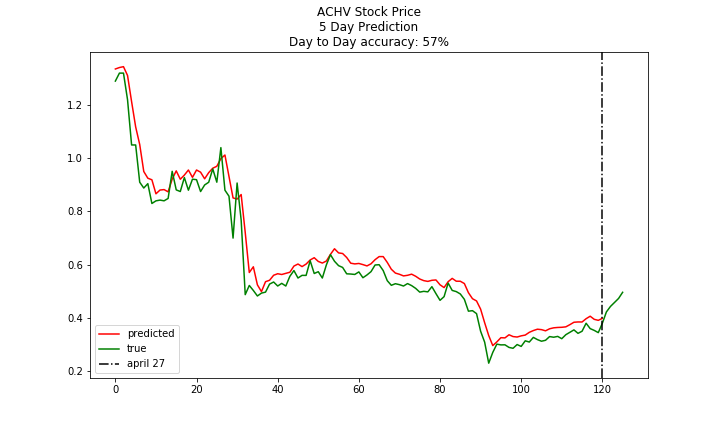 ACHV Stock Price
5 Day Prediction
Day to Day accuracy: 57%
1.2
1.0
0.8
0.6
0.4
0.2
predicted
true
april 27
0
20
40
60
80
100
120